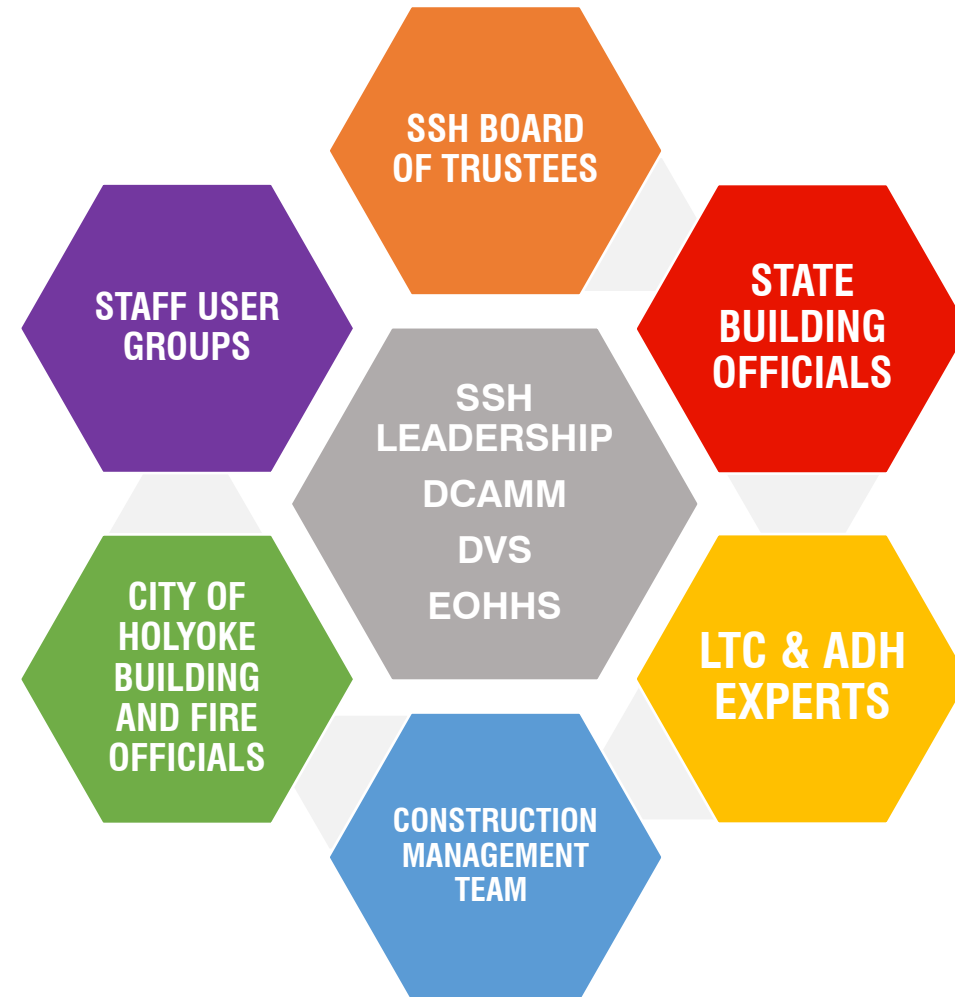 SSH BOARD
OF TRUSTEES
STAFF USER
GROUPS
STATE
BUILDING
OFFICIALS
SSH
LEADERSHIP
DCAMM
DVS
EOHHS
CITY OF
HOLYOKE
BUILDING
AND FIRE
OFFICIALS
LTC & ADH
EXPERTS
CONSTRUCTION
MANAGEMENT
TEAM